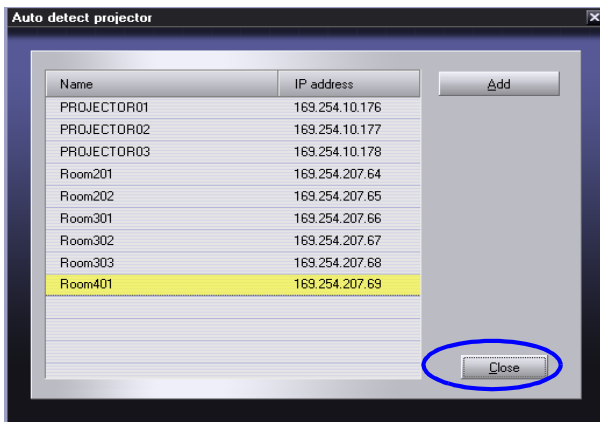 Auto detect projector
Name IP address Add
PROJECTOR01 169.254.10.176
PROJECTOR02 169.254.10.177
PROJECTOR03 169.254.10.178
Room201 169.254.207.64
Room202 169.254.207.65
Room301 169.254.207.66
Room302 169.254.207.67
Room303 169.254.207.68
Room401 169.254.207.69
Close